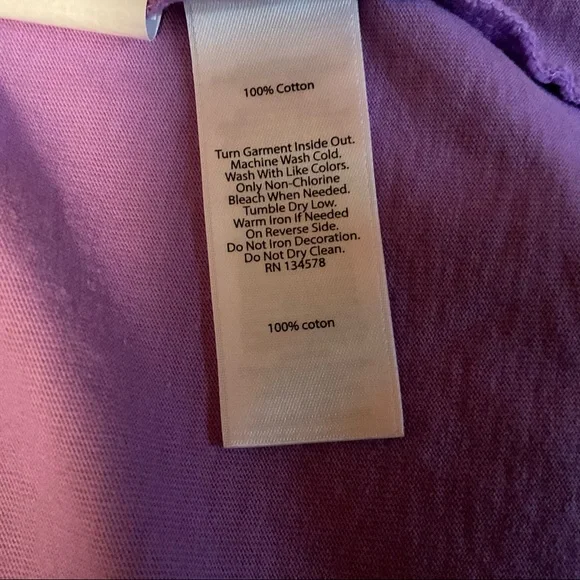 100% Cotton
Turn Garment Inside Out.
Machine Wash Cold.
Wash With Like Colors.
Only Non-Chlorine
Bleach When Needed.
Tumble Dry Low.
Warm Iron If Needed
On Reverse Side.
Do Not Iron Decoration.
Do Not Dry Clean.
RN 134578
100% coton